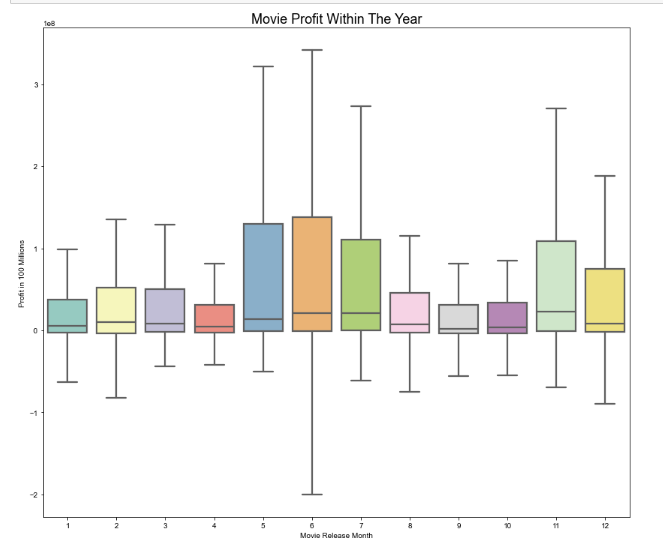 Movie Profit Within The Year
1e8
3
2
1
0
−1
−2
Profit in 100 Millions
1 2 3 4 5 6 7 8 9 10 11 12
Movie Release Month